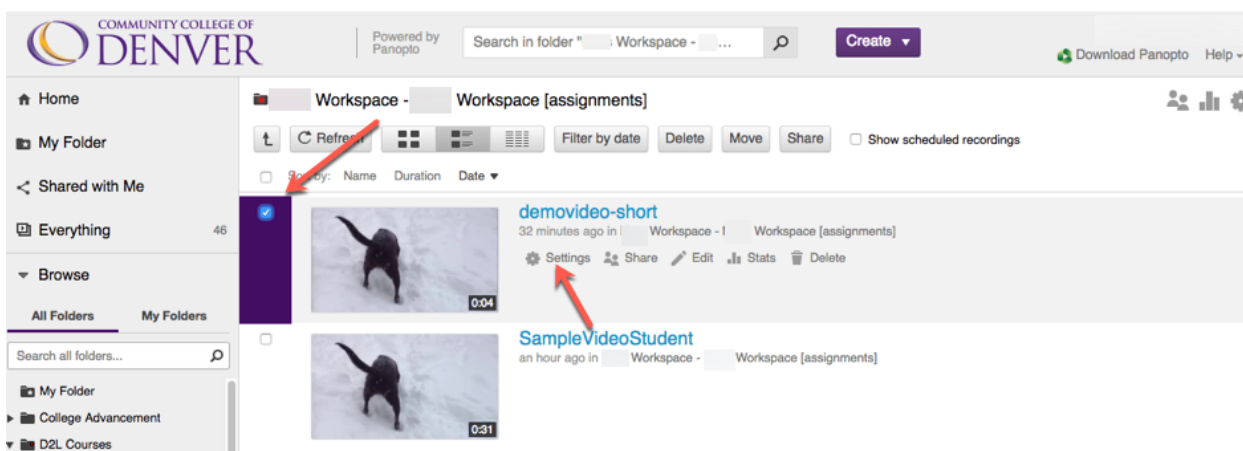 COMMUNITY COLLEGE OF
DENVER
Powered by
Panopto
Search in folder " Workspace - ...
Create
Download Panopto Help
Home
My Folder
Shared with Me
Everything 46
Browse
All Folders My Folders
Search all folders...
My Folder
College Advancement
D2L Courses
Workspace - Workspace [assignments]
Refresh Filter by date Delete Move Share Show scheduled recordings
Sort by: Name Duration Date
demovideo-short
32 minutes ago in Workspace - Workspace [assignments]
Settings Share Edit Stats Delete
0:04
SampleVideoStudent
an hour ago in Workspace - Workspace [assignments]
0:31